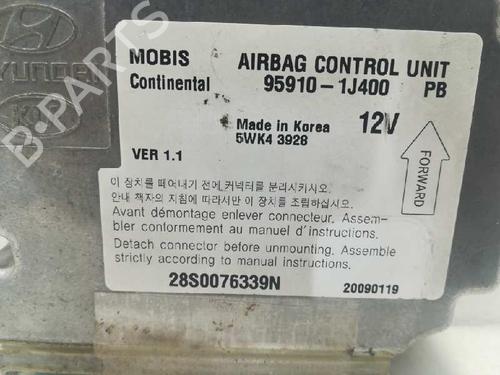 HYUNDAI
KIA
MOBIS AIRBAG CONTROL UNIT
Continental 95910-1J400 PB
Made in Korea 12V
5WK4 3928
VER 1.1
FORWARD
이 장치를 떼어내기 전에 커넥터를 분리시키시오.
안내 책자의 지침에 따라서만 이 장치를 조립하십시오.
Avant démontage enlever connecteur. Assem-
bler conformement au manuel d'instructions.
Detach connector before unmounting. Assemble
strictly according to manual instructions.
28S0076339N 20090119